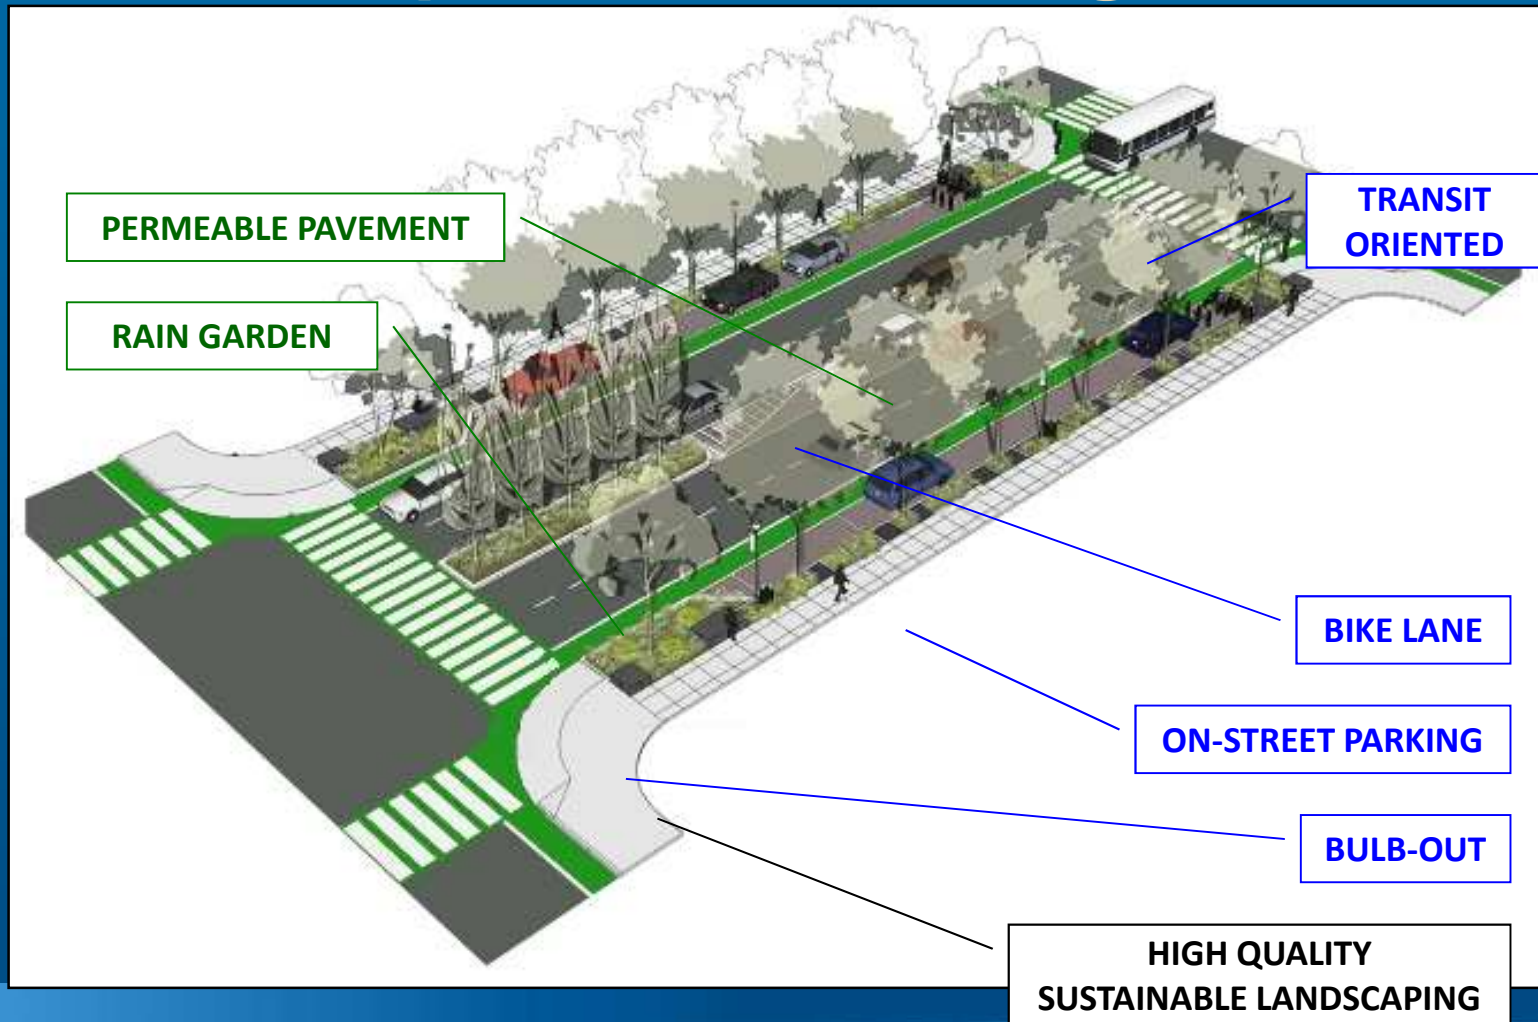 PERMEABLE PAVEMENT
RAIN GARDEN
TRANSIT
ORIENTED
BIKE LANE
ON-STREET PARKING
BULB-OUT
HIGH QUALITY
SUSTAINABLE LANDSCAPING